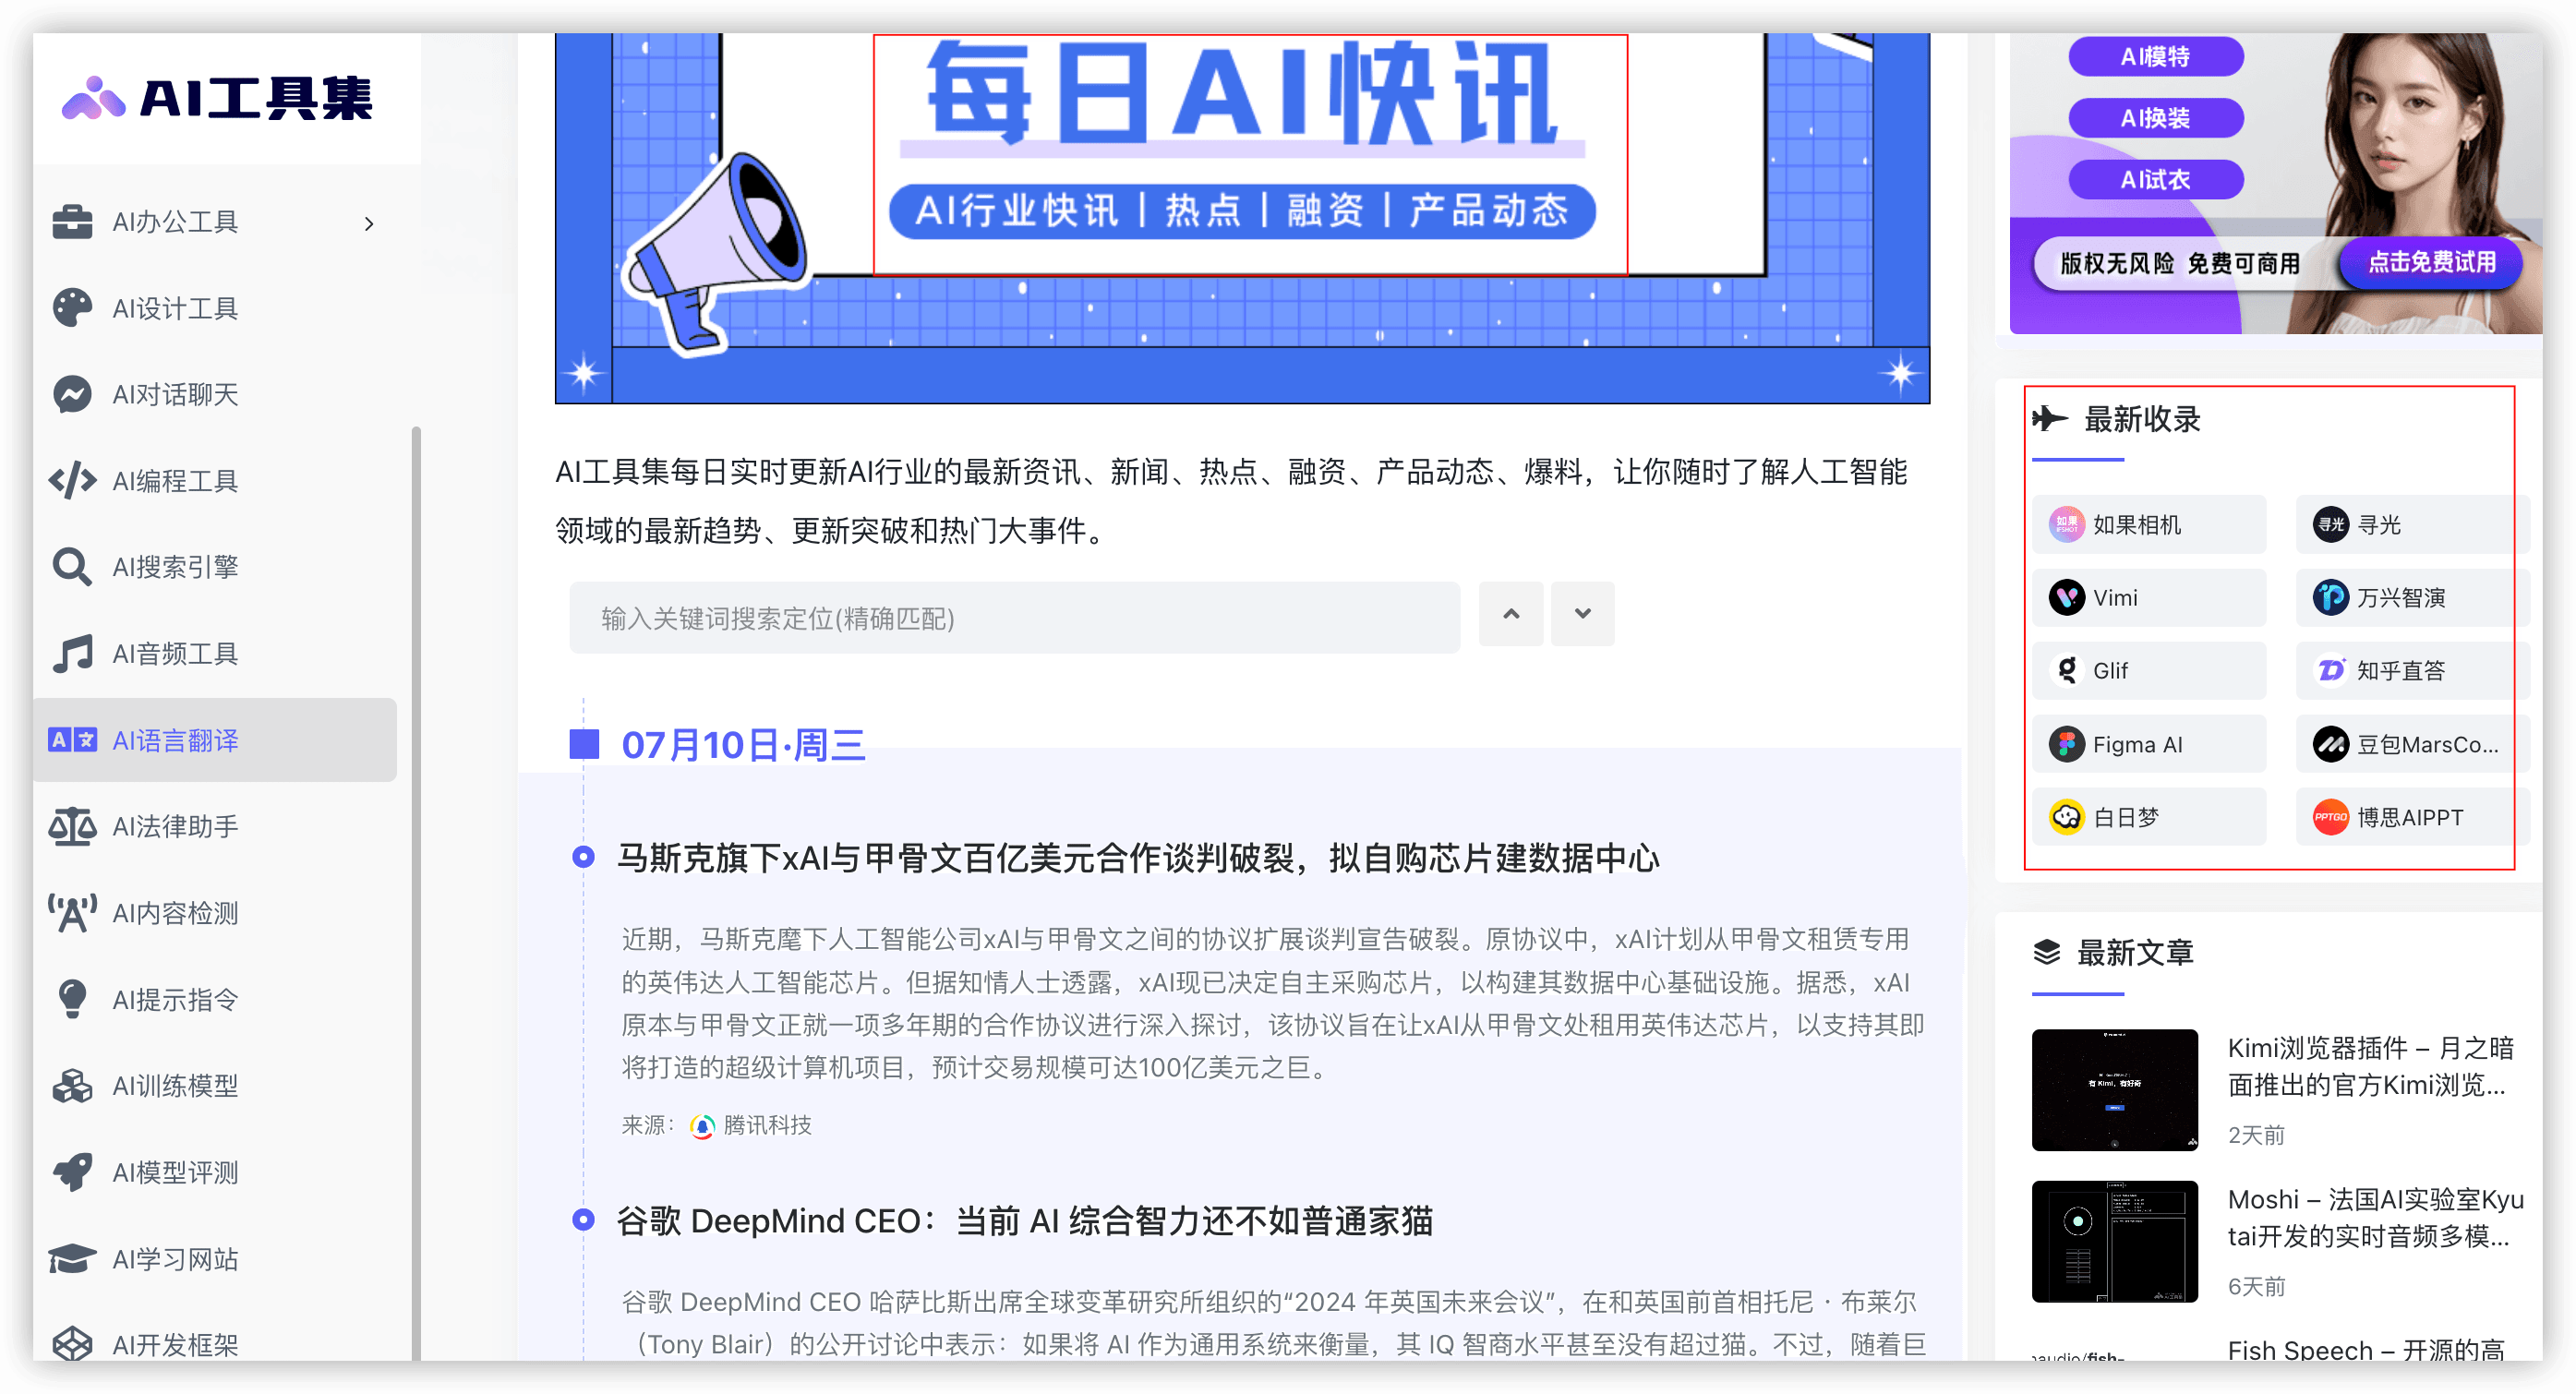 AI工具集
AI办公工具
AI设计工具
AI对话聊天
AI编程工具
AI搜索引擎
AI音频工具
AI语言翻译
AI法律助手
AI内容检测
AI提示指令
AI训练模型
AI模型评测
AI学习网站
AI开发框架
每日AI快讯
AI行业快讯 | 热点 | 融资 | 产品动态
AI工具集每日实时更新AI行业的最新资讯、新闻、热点、融资、产品动态、爆料，让你随时了解人工智能
领域的最新趋势、更新突破和热门大事件。
输入关键词搜索定位(精确匹配)
07月10日·周三
马斯克旗下xAI与甲骨文百亿美元合作谈判破裂，拟自购芯片建数据中心
近期，马斯克麾下人工智能公司xAI与甲骨文之间的协议扩展谈判宣告破裂。原协议中，xAI计划从甲骨文租赁专用
的英伟达人工智能芯片。但据知情人士透露，xAI现已决定自主采购芯片，以构建其数据中心基础设施。据悉，xAI
原本与甲骨文正就一项多年期的合作协议进行深入探讨，该协议旨在让xAI从甲骨文处租用英伟达芯片，以支持其即
将打造的超级计算机项目，预计交易规模可达100亿美元之巨。
来源：腾讯科技
谷歌 DeepMind CEO：当前 AI 综合智力还不如普通家猫
谷歌 DeepMind CEO 哈萨比斯出席全球变革研究所组织的“2024 年英国未来会议”，在和英国前首相托尼 · 布莱尔
（Tony Blair）的公开讨论中表示：如果将 AI 作为通用系统来衡量，其 IQ 智商水平甚至没有超过猫。不过，随着巨
AI模特
AI换装
AI试衣
版权无风险 免费可商用
点击免费试用
最新收录
如果 IFSHOT 如果相机
寻光 寻光
Vimi
万兴智演
Glif
知乎直答
Figma AI
豆包MarsCo...
白日梦
PPTGO 博思AIPPT
最新文章
有 Kimi，有好奇
Kimi浏览器插件 – 月之暗
面推出的官方Kimi浏览...
2天前
Moshi – 法国AI实验室Kyu
tai开发的实时音频多模...
6天前
Fish Speech – 开源的高